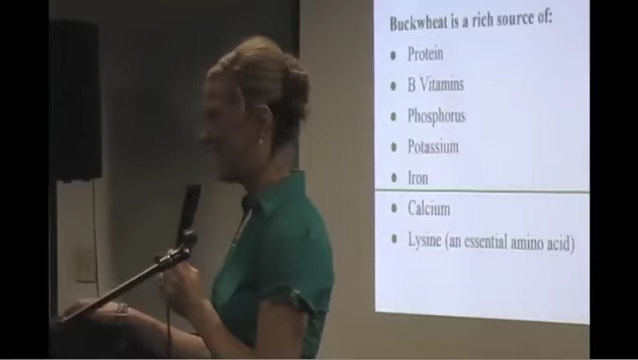 Buckwheat is a rich source of:
Protein
B Vitamins
Phosphorus
Potassium
Iron
Calcium
Lysine (an essential amino acid)